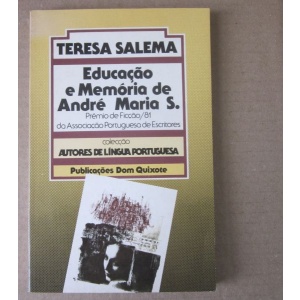 TERESA SALEMA
Educação
e Memória de
André Maria S.
Prémio de Ficção/81
da Associação Portuguesa de Escritores
colecção
AUTORES DE LÍNGUA PORTUGUESA
Publicações Dom Quixote